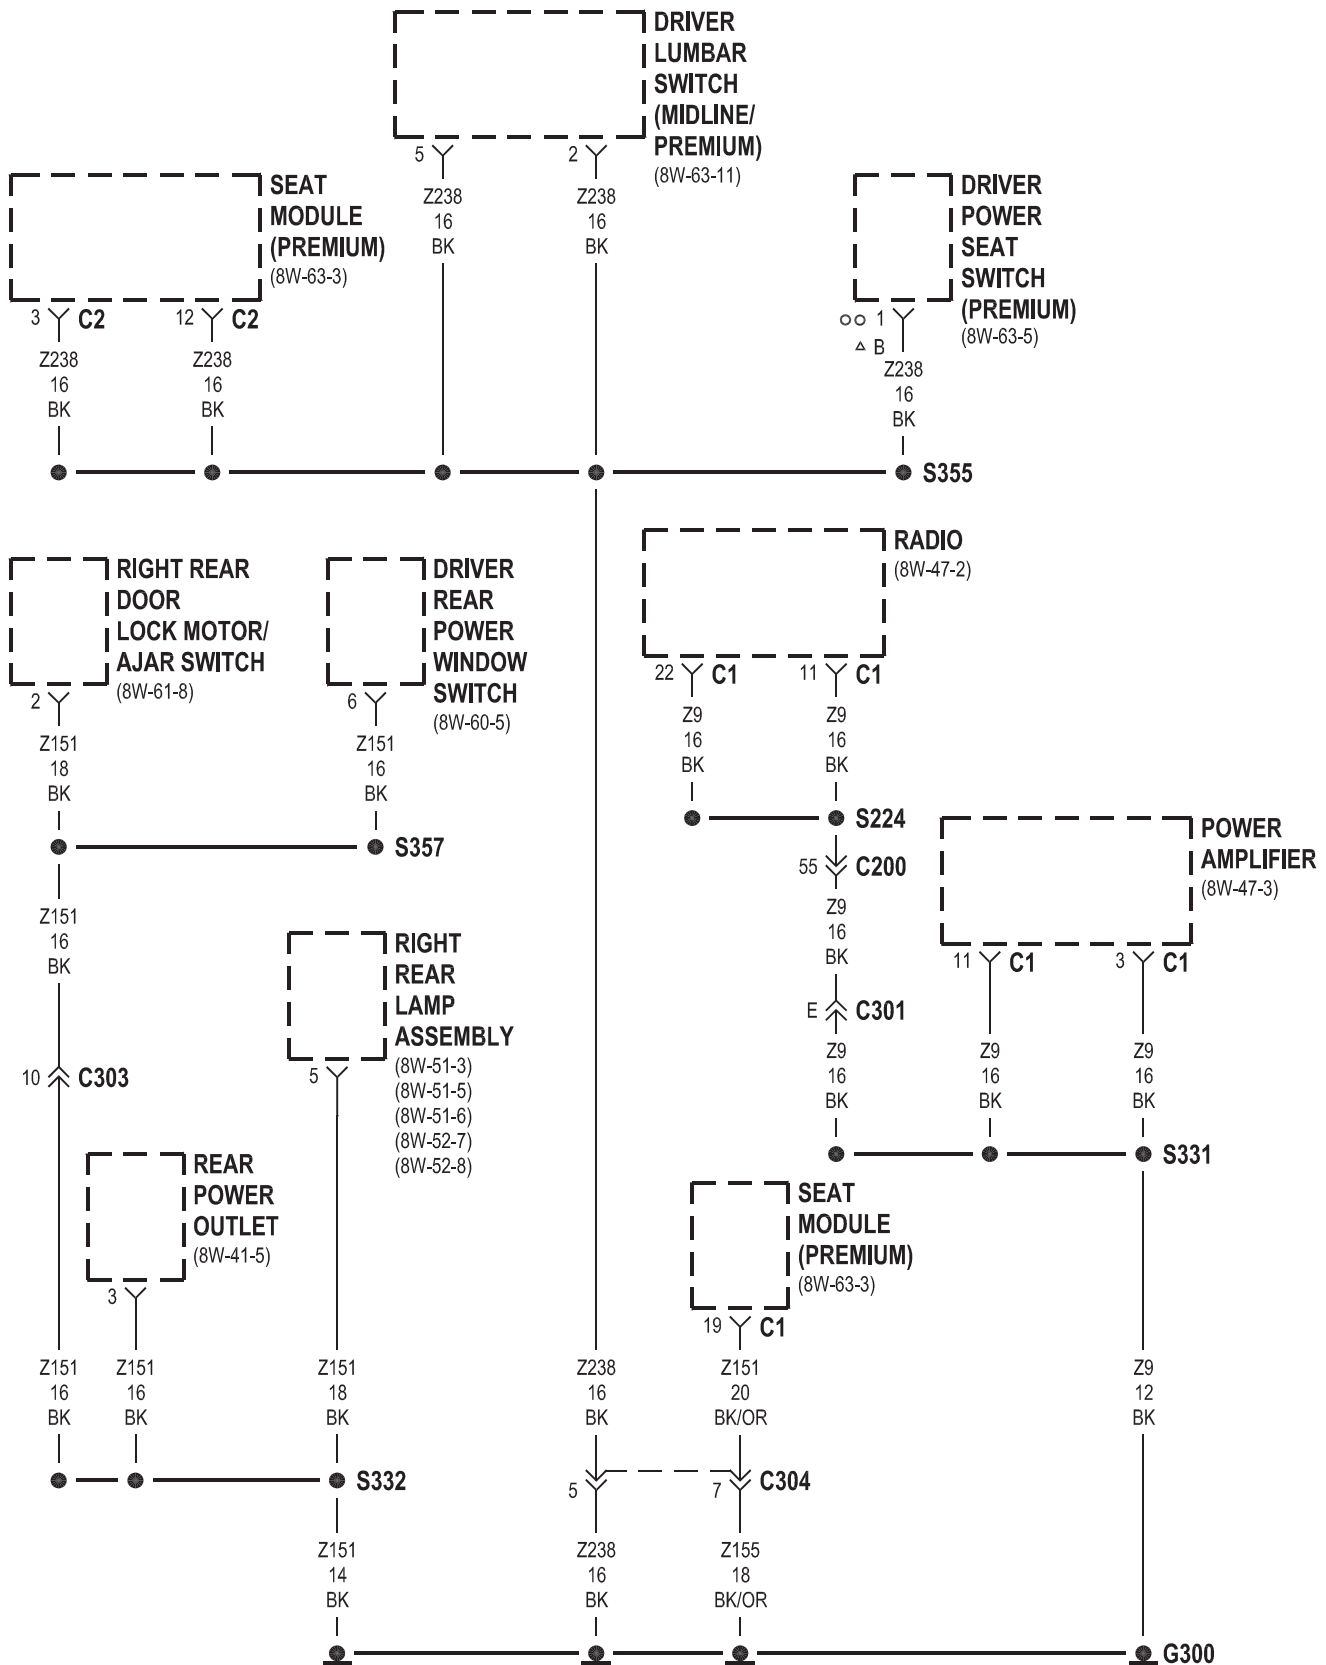 DRIVER
LUMBAR
SWITCH
(MIDLINE/
PREMIUM)
(8W-63-11)
5
2
Z238
16
BK
Z238
16
BK
SEAT
MODULE
(PREMIUM)
(8W-63-3)
3
C2
12
C2
Z238
16
BK
Z238
16
BK
DRIVER
POWER
SEAT
SWITCH
(PREMIUM)
(8W-63-5)
1
B
Z238
16
BK
S355
RIGHT REAR
DOOR
LOCK MOTOR/
AJAR SWITCH
(8W-61-8)
2
Z151
18
BK
DRIVER
REAR
POWER
WINDOW
SWITCH
(8W-60-5)
6
Z151
16
BK
S357
RADIO
(8W-47-2)
22
C1
11
C1
Z9
16
BK
Z9
16
BK
S224
55
C200
Z9
16
BK
E
C301
Z9
16
BK
POWER
AMPLIFIER
(8W-47-3)
11
C1
3
C1
Z9
16
BK
Z9
16
BK
S331
Z151
16
BK
10
C303
RIGHT
REAR
LAMP
ASSEMBLY
(8W-51-3)
(8W-51-5)
(8W-51-6)
(8W-52-7)
(8W-52-8)
5
REAR
POWER
OUTLET
(8W-41-5)
3
SEAT
MODULE
(PREMIUM)
(8W-63-3)
19
C1
Z151
16
BK
Z151
16
BK
Z151
18
BK
Z238
16
BK
Z151
20
BK/OR
Z9
12
BK
S332
5
7
C304
Z151
14
BK
Z238
16
BK
Z155
18
BK/OR
G300